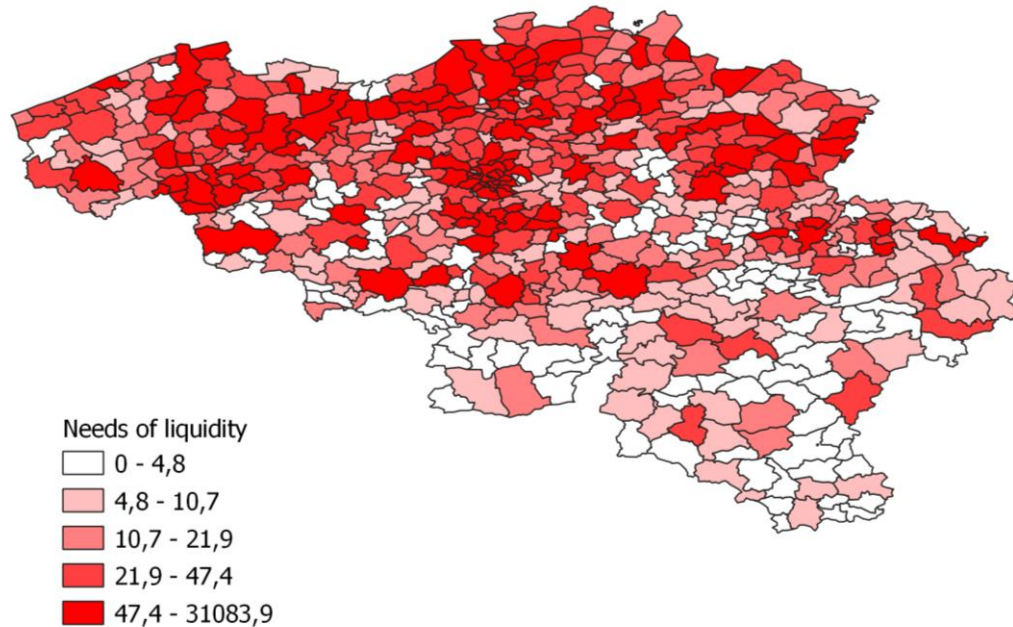 Needs of liquidity
0 - 4,8
4,8 - 10,7
10,7 - 21,9
21,9 - 47,4
47,4 - 31083,9